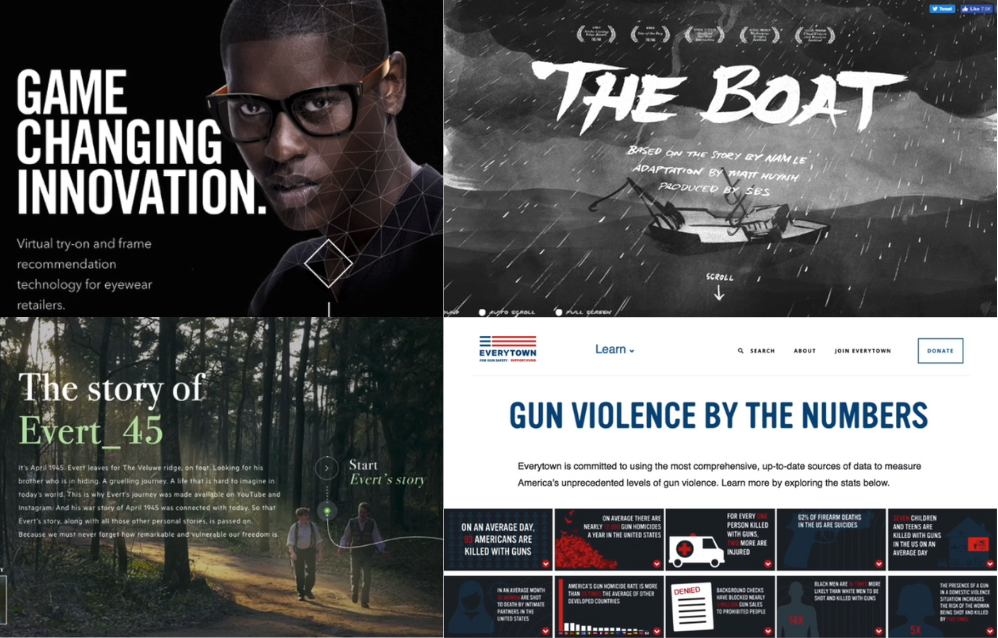 GAME
CHANGING
INNOVATION.
Virtual try-on and frame
recommendation
technology for eyewear
retailers.
Tweet
Like
THE BOAT
BASED ON THE STORY BY NAM LE
ADAPTATION BY MATT HUYNH
PRODUCED BY SBS
SCROLL
AUTO SCROLL
FULL SCREEN
The story of
Evert_45
It's April 1945. Evert leaves for The Veluwe ridge, on foot. Looking for his
brother who is in hiding. A gruelling journey. A life that is hard to imagine in
today's world. This is why Evert's journey was made available on YouTube and
Instagram. And his war story of April 1945 was connected with today. So that
Evert's story, along with all those other personal stories, is passed on.
Because we must never forget how remarkable and vulnerable our freedom is
Start
Evert's story
EVERYTOWN
FOR GUN SAFETY
Learn
SEARCH
ABOUT
JOIN EVERYTOWN
DONATE
GUN VIOLENCE BY THE NUMBERS
Everytown is committed to using the most comprehensive, up-to-date sources of data to measure
America's unprecedented levels of gun violence. Learn more by exploring the stats below.
ON AN AVERAGE DAY,
93 AMERICANS ARE
KILLED WITH GUNS
ON AVERAGE THERE ARE
NEARLY GUN HOMICIDES
A YEAR IN THE UNITED STATES
FOR EVERY ONE
PERSON KILLED
WITH GUNS,
TWO MORE ARE
INJURED
62% OF FIREARM DEATHS
IN THE US ARE SUICIDES
SEVEN CHILDREN
AND TEENS ARE
KILLED WITH GUNS
IN THE US ON AN
AVERAGE DAY
IN AN AVERAGE MONTH
WOMEN ARE SHOT
TO DEATH BY INTIMATE
PARTNERS IN THE
UNITED STATES
AMERICA'S GUN HOMICIDE RATE IS MORE
THAN THE AVERAGE OF OTHER
DEVELOPED COUNTRIES
DENIED
BACKGROUND CHECKS
HAVE BLOCKED NEARLY
GUN SALES
TO PROHIBITED PEOPLE
BLACK MEN ARE MORE
LIKELY THAN WHITE MEN TO BE
SHOT AND KILLED WITH GUNS
THE PRESENCE OF A GUN
IN A DOMESTIC VIOLENCE
SITUATION INCREASES
THE RISK OF THE WOMAN
BEING SHOT AND KILLED
BY FIVE TIMES
5X